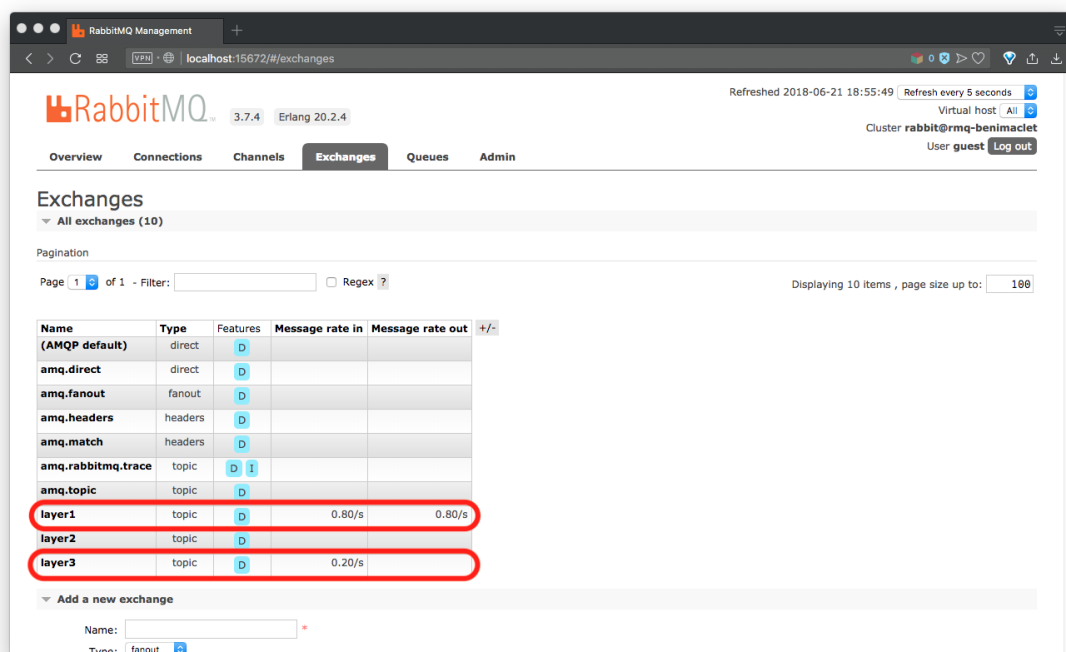 RabbitMQ Management
VPN localhost:15672/#/exchanges 0
RabbitMQ 3.7.4 Erlang 20.2.4
Refreshed 2018-06-21 18:55:49 Refresh every 5 seconds
Virtual host All
Cluster rabbit@rmq-benimaclet
User guest Log out
Overview Connections Channels Exchanges Queues Admin
Exchanges
All exchanges (10)
Pagination
Page 1 of 1 - Filter: Regex ? Displaying 10 items , page size up to: 100
Name Type Features Message rate in Message rate out +/-
(AMQP default) direct D
amq.direct direct D
amq.fanout fanout D
amq.headers headers D
amq.match headers D
amq.rabbitmq.trace topic D I
amq.topic topic D
layer1 topic D 0.80/s 0.80/s
layer2 topic D
layer3 topic D 0.20/s
Add a new exchange
Name: *
Type: fanout